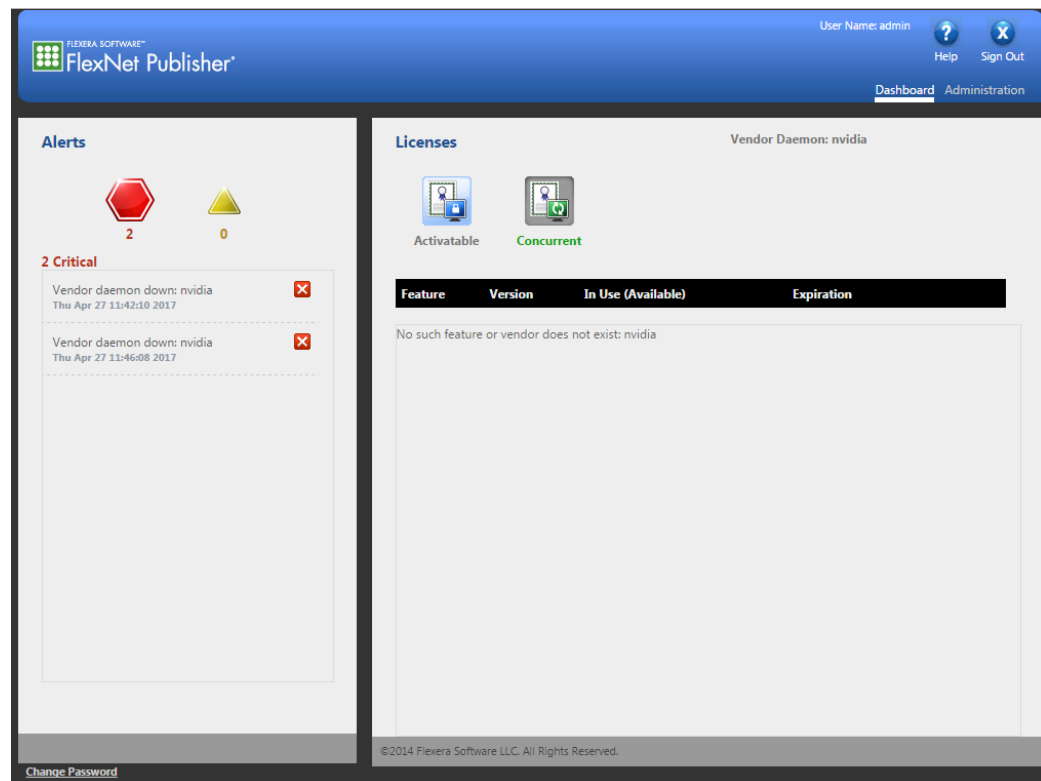 FLEXERA SOFTWARE™
FlexNet Publisher®
User Name: admin
Help
Sign Out
Dashboard Administration
Alerts
2 0
2 Critical
Vendor daemon down: nvidia
Thu Apr 27 11:42:10 2017
Vendor daemon down: nvidia
Thu Apr 27 11:46:08 2017
Change Password
Licenses
Vendor Daemon: nvidia
Activatable Concurrent
Feature Version In Use (Available) Expiration
No such feature or vendor does not exist: nvidia
©2014 Flexera Software LLC. All Rights Reserved.